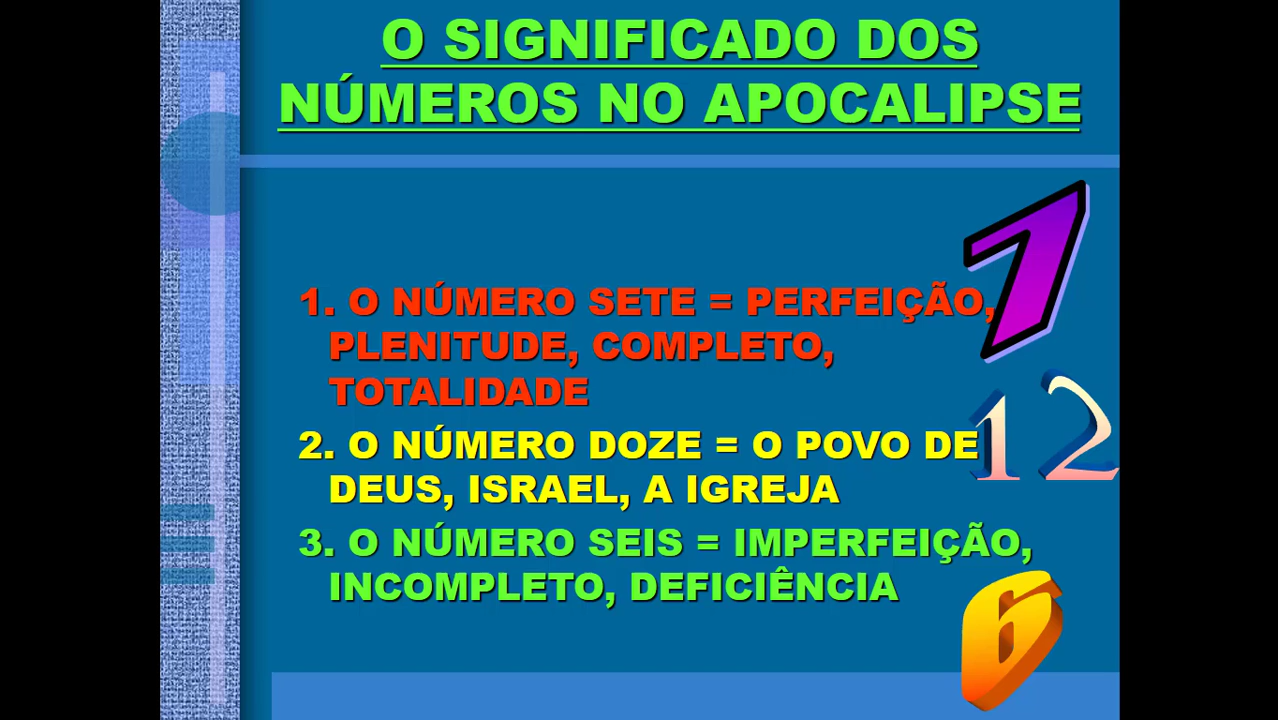 O SIGNIFICADO DOS
NÚMEROS NO APOCALIPSE
7
1. O NÚMERO SETE = PERFEIÇÃO,
PLENITUDE, COMPLETO,
TOTALIDADE
12
2. O NÚMERO DOZE = O POVO DE
DEUS, ISRAEL, A IGREJA
3. O NÚMERO SEIS = IMPERFEIÇÃO,
INCOMPLETO, DEFICIÊNCIA
6